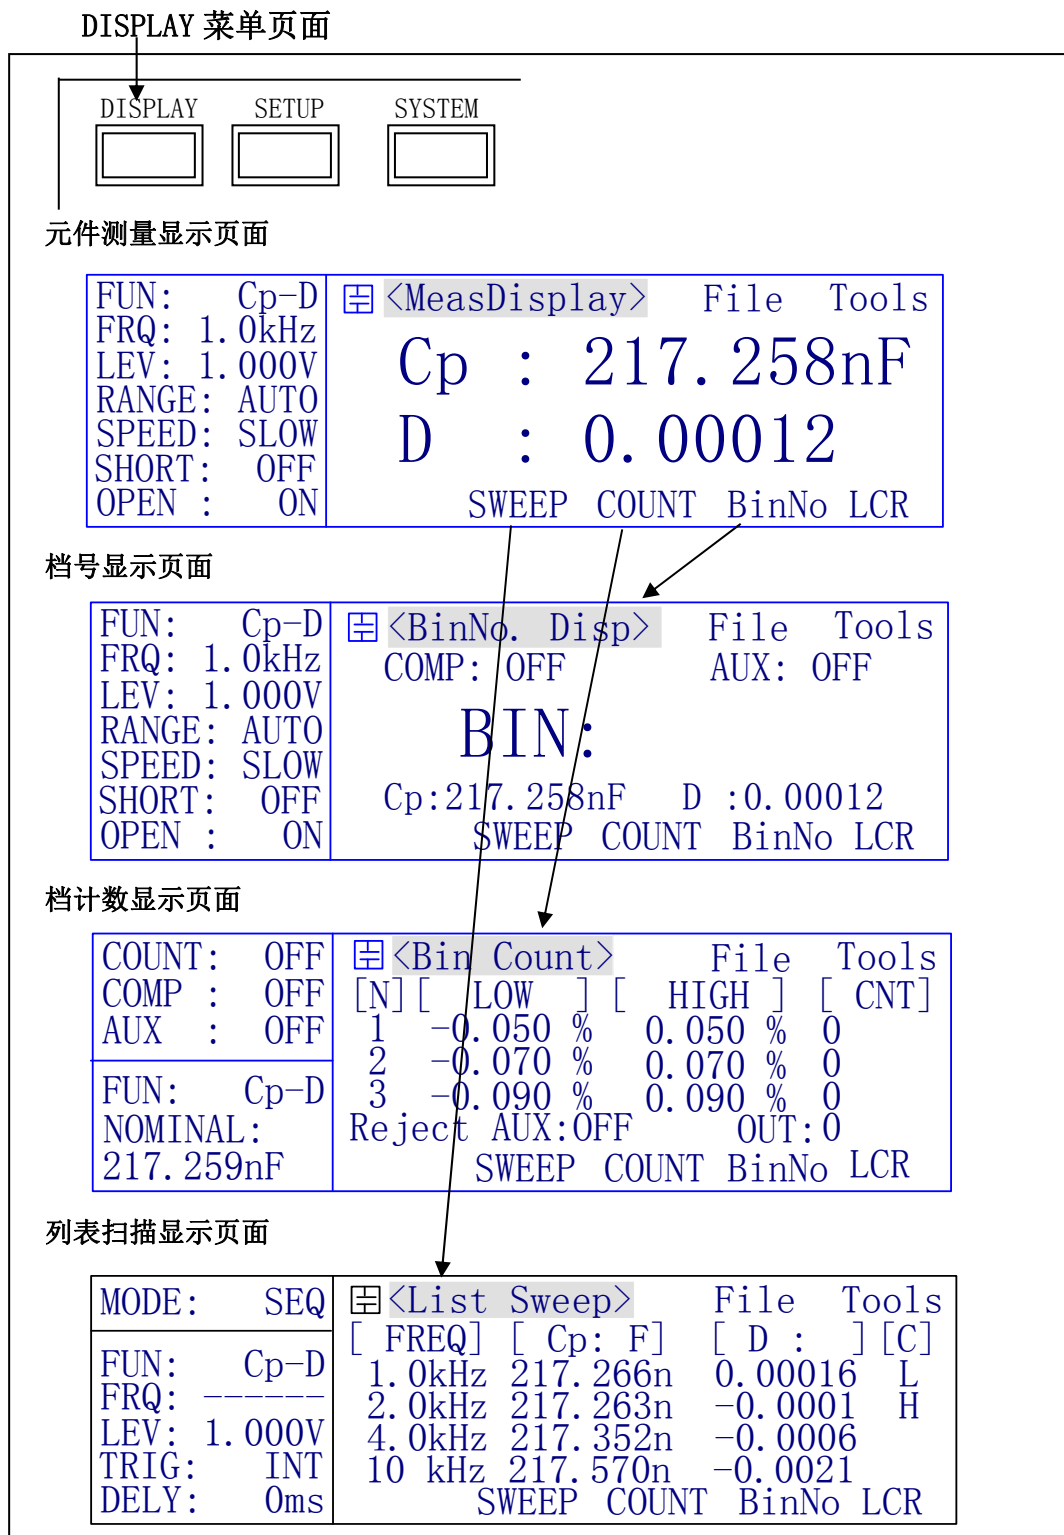 DISPLAY 菜单页面
DISPLAY SETUP SYSTEM
元件测量显示页面
FUN: Cp-D
FRQ: 1.0kHz
LEV: 1.000V
RANGE: AUTO
SPEED: SLOW
SHORT: OFF
OPEN : ON
<MeasDisplay> File Tools
Cp : 217.258nF
D : 0.00012
SWEEP COUNT BinNo LCR
档号显示页面
FUN: Cp-D
FRQ: 1.0kHz
LEV: 1.000V
RANGE: AUTO
SPEED: SLOW
SHORT: OFF
OPEN : ON
<BinNo. Disp> File Tools
COMP: OFF AUX: OFF
BIN:
Cp:217.258nF D :0.00012
SWEEP COUNT BinNo LCR
档计数显示页面
COUNT: OFF
COMP : OFF
AUX : OFF
FUN: Cp-D
NOMINAL:
217.259nF
<Bin Count> File Tools
[N][ LOW ] [ HIGH ] [ CNT]
1 -0.050 % 0.050 % 0
2 -0.070 % 0.070 % 0
3 -0.090 % 0.090 % 0
Reject AUX:OFF OUT:0
SWEEP COUNT BinNo LCR
列表扫描显示页面
MODE: SEQ
FUN: Cp-D
FRQ: ------
LEV: 1.000V
TRIG: INT
DELY: 0ms
<List Sweep> File Tools
[ FREQ] [ Cp: F] [ D : ][C]
1.0kHz 217.266n 0.00016 L
2.0kHz 217.263n -0.0001 H
4.0kHz 217.352n -0.0006
10 kHz 217.570n -0.0021
SWEEP COUNT BinNo LCR